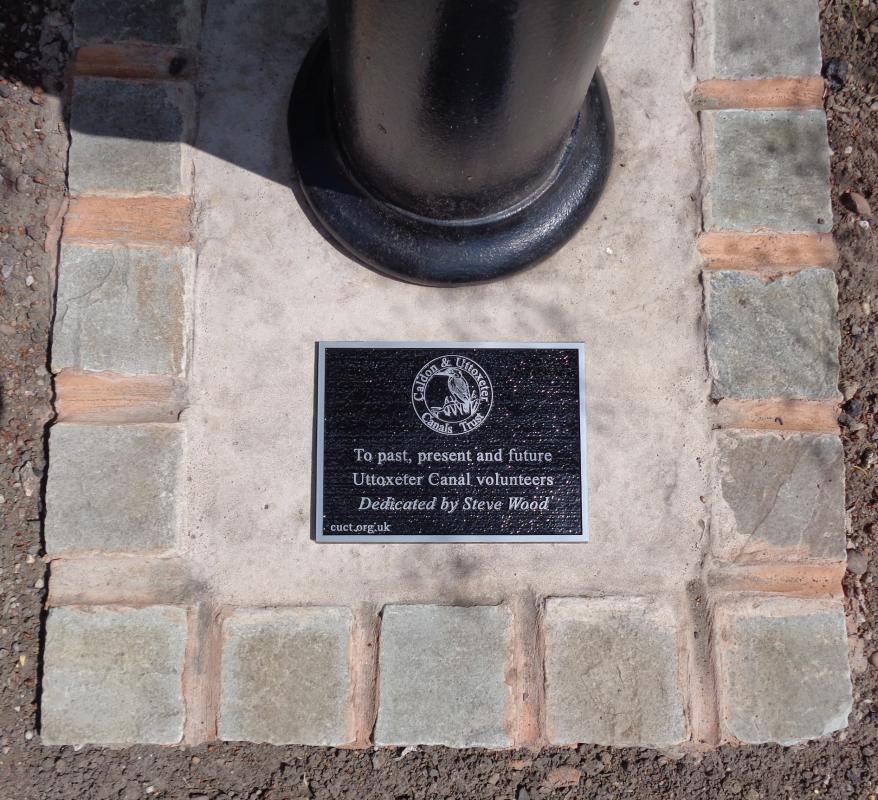 Caldon & Uttoxeter
Canals Trust
To past, present and future
Uttoxeter Canal volunteers
Dedicated by Steve Wood
cuct.org.uk